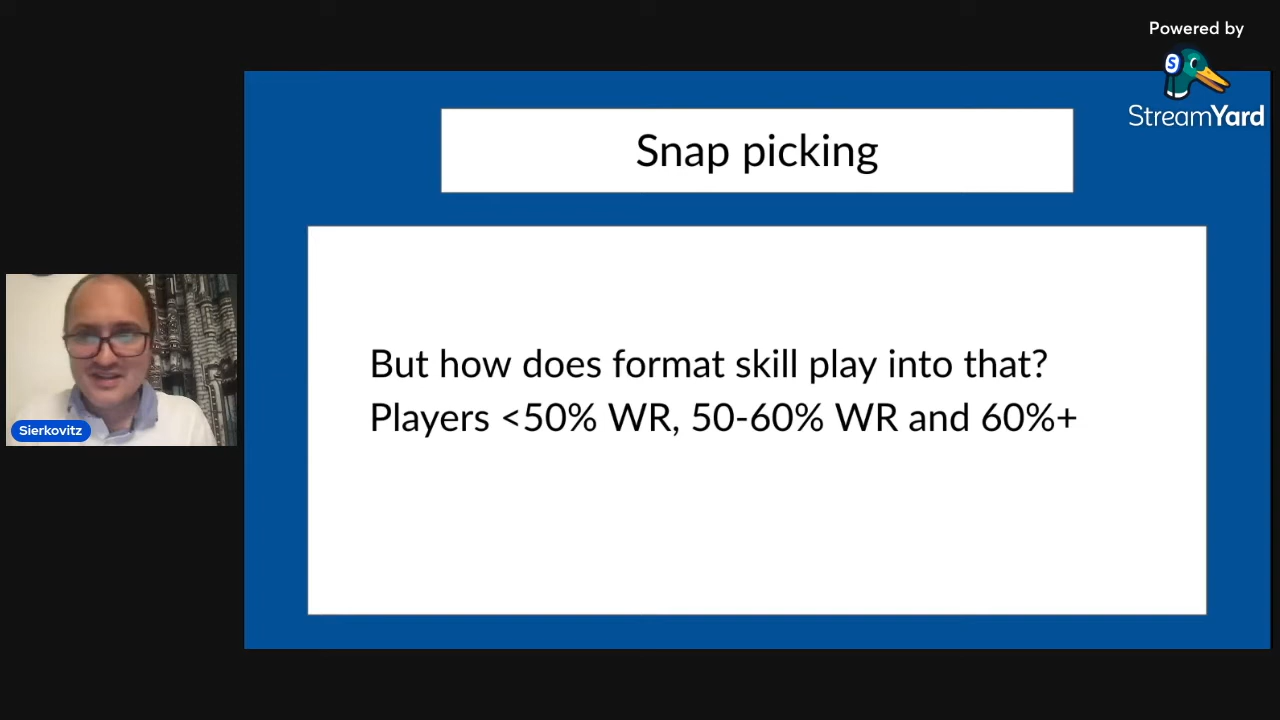 Powered by
StreamYard
Snap picking
But how does format skill play into that?
Players <50% WR, 50-60% WR and 60%+
Sierkovitz